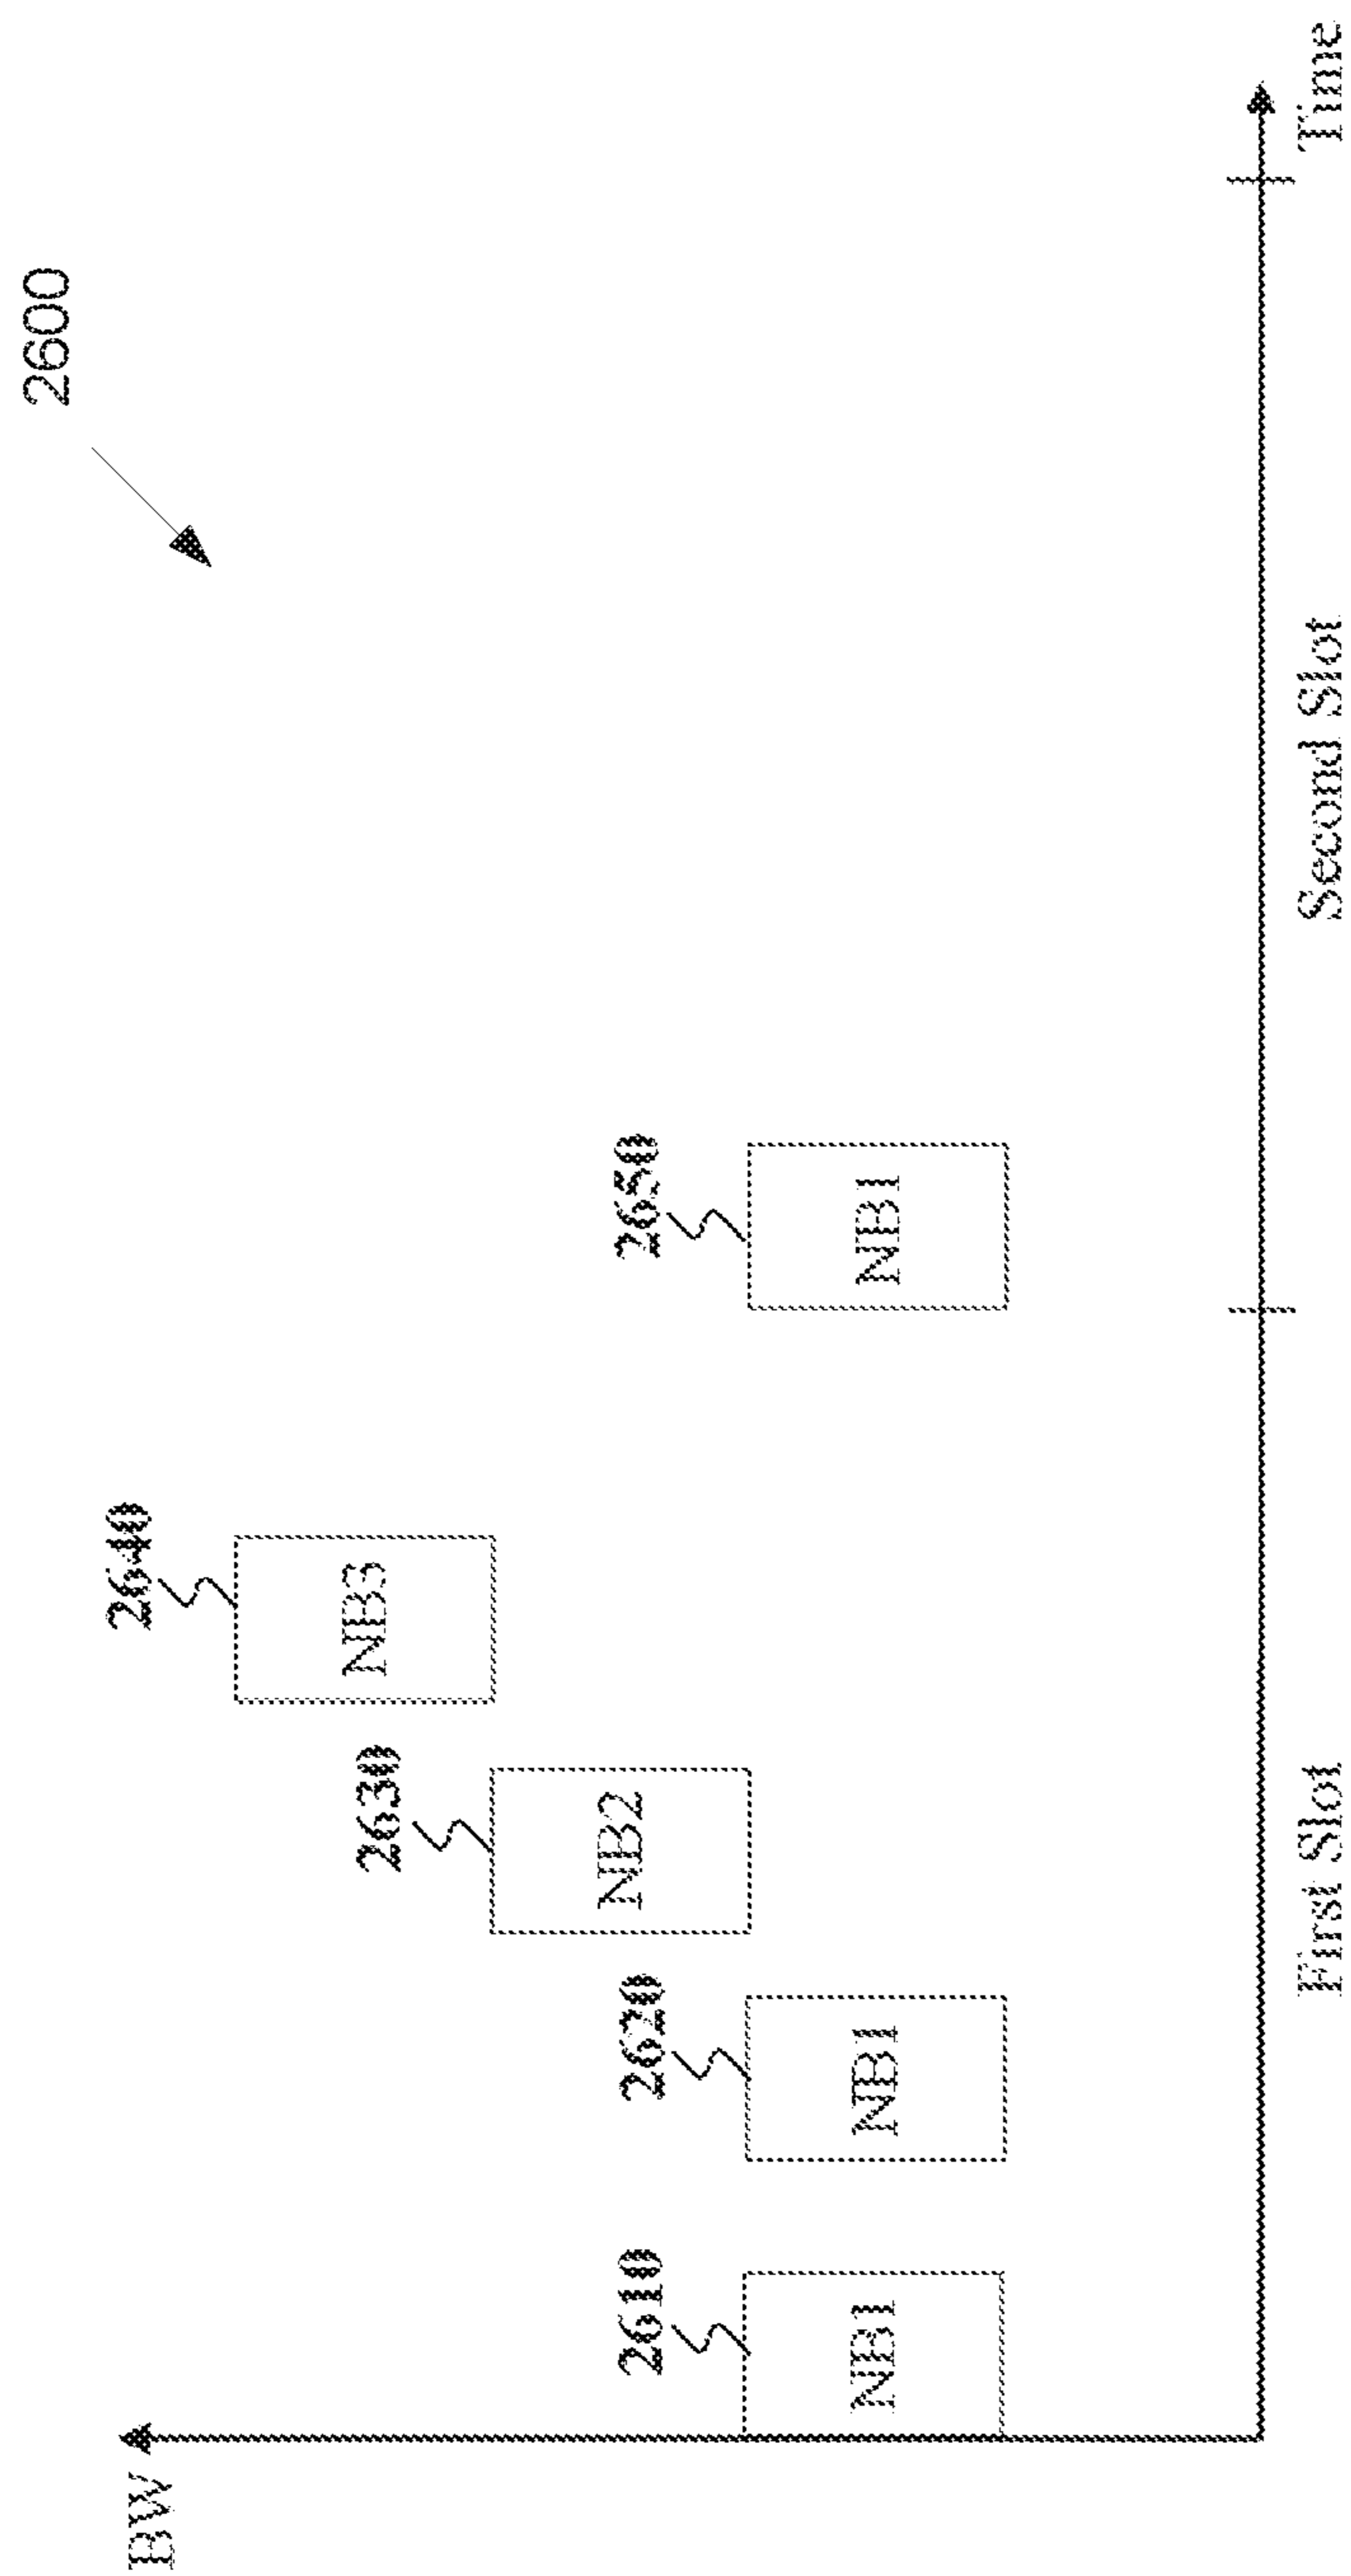 2600
BW
2640
NB3
2630
NB2
2610
2620
2650
NB1
NB1
NB1
First Slot
Second Slot
Time